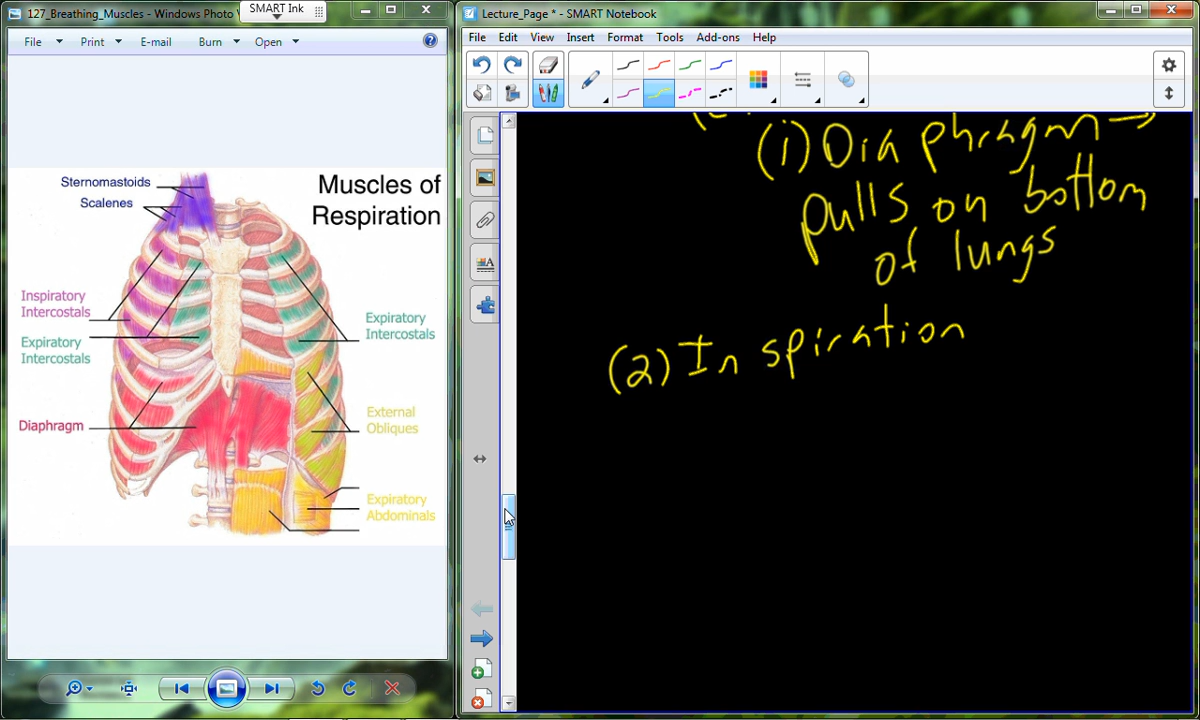 127_Breathing_Muscles - Windows Photo V
SMART Ink
File Print E-mail Burn Open
Muscles of
Respiration
Sternomastoids
Scalenes
Inspiratory
Intercostals
Expiratory
Intercostals
Diaphragm
Expiratory
Intercostals
External
Obliques
Expiratory
Abdominals
Lecture_Page * - SMART Notebook
File Edit View Insert Format Tools Add-ons Help
(i) Diaphragm →
pulls on bottom
of lungs
(2) Inspiration